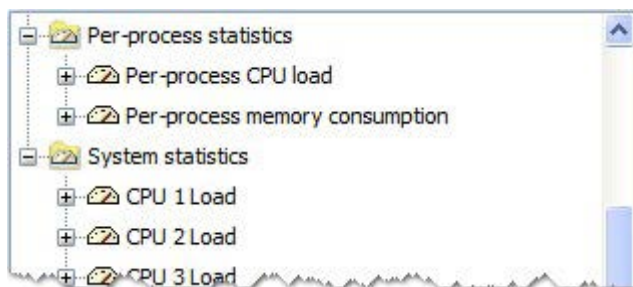 Per-process statistics
Per-process CPU load
Per-process memory consumption
System statistics
CPU 1 Load
CPU 2 Load
CPU 3 Load